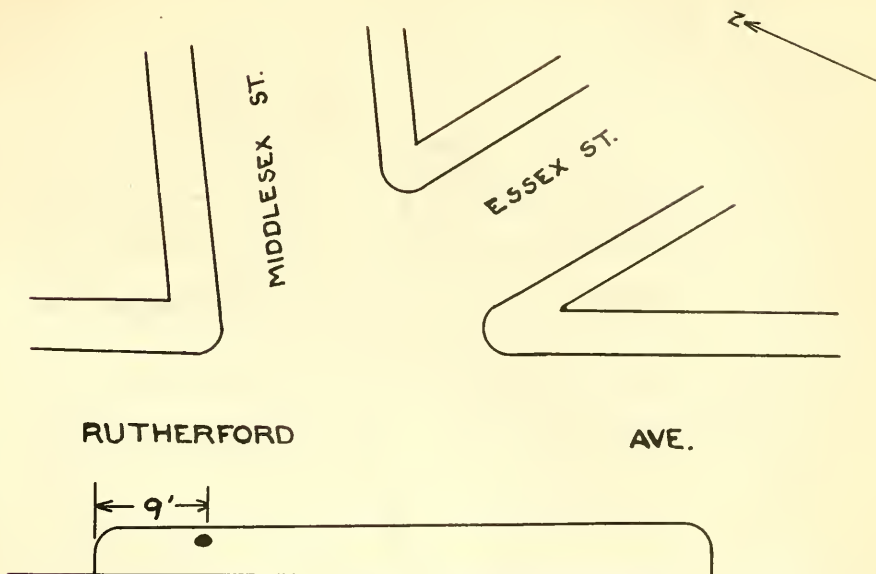 N
MIDDLESEX ST.
ESSEX ST.
RUTHERFORD AVE.
9'